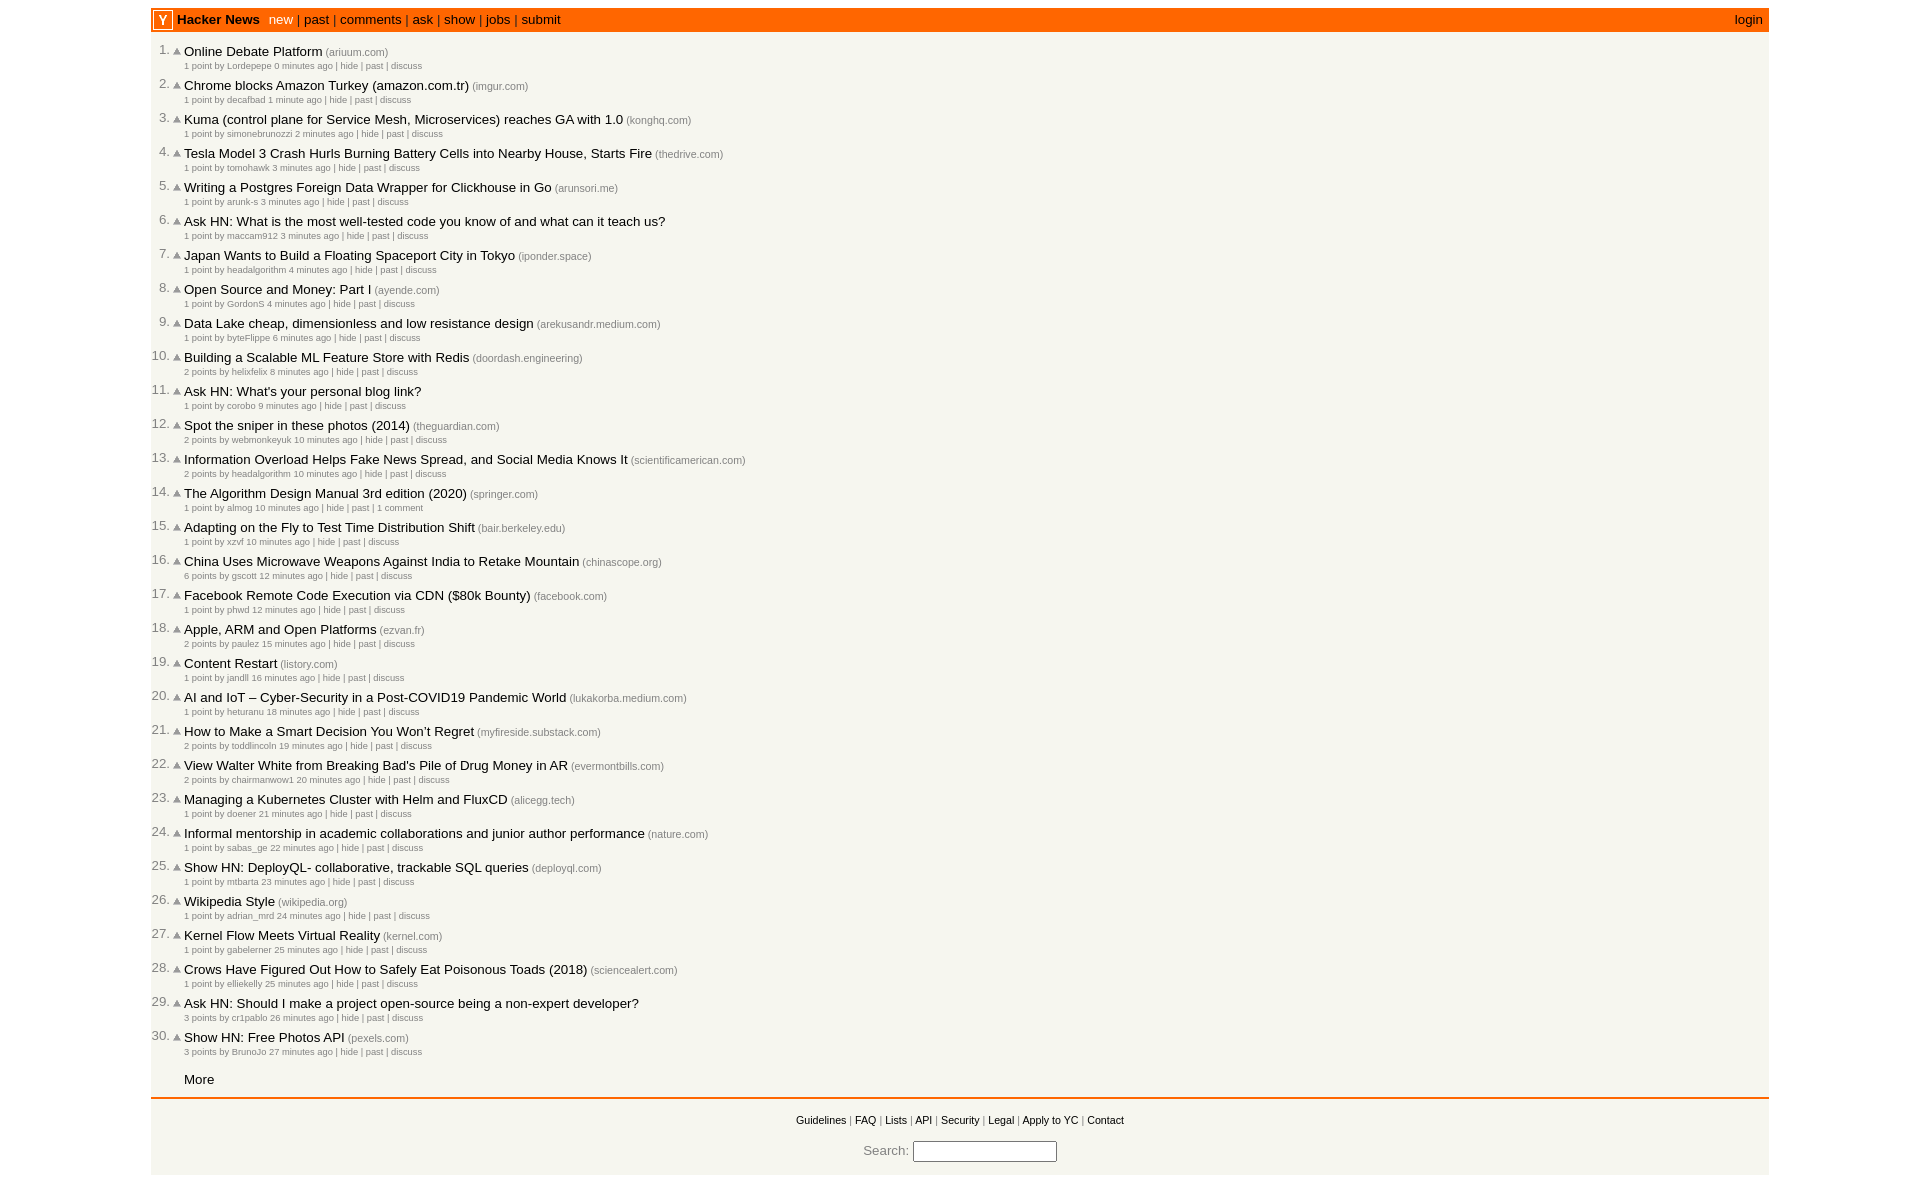 Y Hacker News new | past | comments | ask | show | jobs | submit login
1. Online Debate Platform (ariuum.com)
1 point by Lordepepe 0 minutes ago | hide | past | discuss
2. Chrome blocks Amazon Turkey (amazon.com.tr) (imgur.com)
1 point by decafbad 1 minute ago | hide | past | discuss
3. Kuma (control plane for Service Mesh, Microservices) reaches GA with 1.0 (konghq.com)
1 point by simonebrunozzi 2 minutes ago | hide | past | discuss
4. Tesla Model 3 Crash Hurls Burning Battery Cells into Nearby House, Starts Fire (thedrive.com)
1 point by tomohawk 3 minutes ago | hide | past | discuss
5. Writing a Postgres Foreign Data Wrapper for Clickhouse in Go (arunsori.me)
1 point by arunk-s 3 minutes ago | hide | past | discuss
6. Ask HN: What is the most well-tested code you know of and what can it teach us?
1 point by maccam912 3 minutes ago | hide | past | discuss
7. Japan Wants to Build a Floating Spaceport City in Tokyo (iponder.space)
1 point by headalgorithm 4 minutes ago | hide | past | discuss
8. Open Source and Money: Part I (ayende.com)
1 point by GordonS 4 minutes ago | hide | past | discuss
9. Data Lake cheap, dimensionless and low resistance design (arekusandr.medium.com)
1 point by byteFlippe 6 minutes ago | hide | past | discuss
10. Building a Scalable ML Feature Store with Redis (doordash.engineering)
2 points by helixfelix 8 minutes ago | hide | past | discuss
11. Ask HN: What's your personal blog link?
1 point by corobo 9 minutes ago | hide | past | discuss
12. Spot the sniper in these photos (2014) (theguardian.com)
2 points by webmonkeyuk 10 minutes ago | hide | past | discuss
13. Information Overload Helps Fake News Spread, and Social Media Knows It (scientificamerican.com)
2 points by headalgorithm 10 minutes ago | hide | past | discuss
14. The Algorithm Design Manual 3rd edition (2020) (springer.com)
1 point by almog 10 minutes ago | hide | past | 1 comment
15. Adapting on the Fly to Test Time Distribution Shift (bair.berkeley.edu)
1 point by xzvf 10 minutes ago | hide | past | discuss
16. China Uses Microwave Weapons Against India to Retake Mountain (chinascope.org)
6 points by gscott 12 minutes ago | hide | past | discuss
17. Facebook Remote Code Execution via CDN ($80k Bounty) (facebook.com)
1 point by phwd 12 minutes ago | hide | past | discuss
18. Apple, ARM and Open Platforms (ezvan.fr)
2 points by paulez 15 minutes ago | hide | past | discuss
19. Content Restart (listory.com)
1 point by jandll 16 minutes ago | hide | past | discuss
20. AI and IoT – Cyber-Security in a Post-COVID19 Pandemic World (lukakorba.medium.com)
1 point by heturanu 18 minutes ago | hide | past | discuss
21. How to Make a Smart Decision You Won’t Regret (myfireside.substack.com)
2 points by toddlincoln 19 minutes ago | hide | past | discuss
22. View Walter White from Breaking Bad's Pile of Drug Money in AR (evermontbills.com)
2 points by chairmanwow1 20 minutes ago | hide | past | discuss
23. Managing a Kubernetes Cluster with Helm and FluxCD (alicegg.tech)
1 point by doener 21 minutes ago | hide | past | discuss
24. Informal mentorship in academic collaborations and junior author performance (nature.com)
1 point by sabas_ge 22 minutes ago | hide | past | discuss
25. Show HN: DeployQL- collaborative, trackable SQL queries (deployql.com)
1 point by mtbarta 23 minutes ago | hide | past | discuss
26. Wikipedia Style (wikipedia.org)
1 point by adrian_mrd 24 minutes ago | hide | past | discuss
27. Kernel Flow Meets Virtual Reality (kernel.com)
1 point by gabelerner 25 minutes ago | hide | past | discuss
28. Crows Have Figured Out How to Safely Eat Poisonous Toads (2018) (sciencealert.com)
1 point by elliekelly 25 minutes ago | hide | past | discuss
29. Ask HN: Should I make a project open-source being a non-expert developer?
3 points by cr1pablo 26 minutes ago | hide | past | discuss
30. Show HN: Free Photos API (pexels.com)
3 points by BrunoJo 27 minutes ago | hide | past | discuss
More
Guidelines | FAQ | Lists | API | Security | Legal | Apply to YC | Contact
Search: